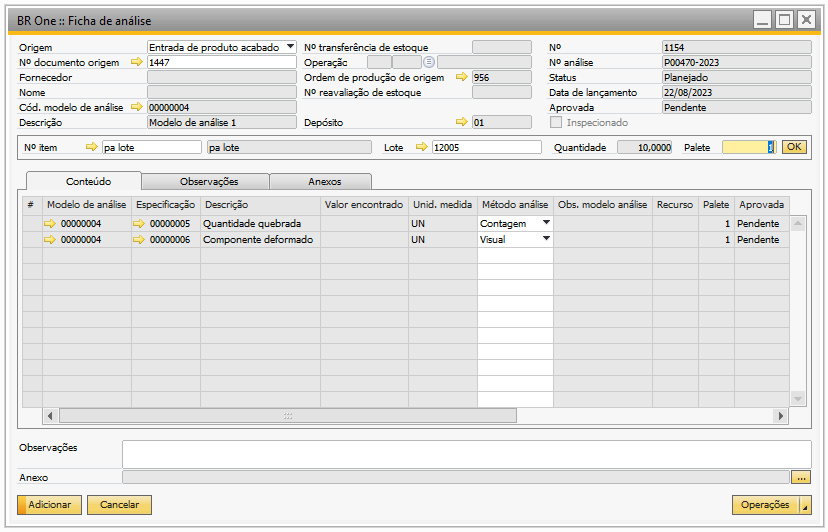 BR One :: Ficha de análise
Origem Entrada de produto acabado Nº transferência de estoque Nº 1154
Nº documento origem 1447 Operação Nº análise P00470-2023
Fornecedor Ordem de produção de origem 956 Status Planejado
Nome Nº reavaliação de estoque Data de lançamento 22/08/2023
Cód. modelo de análise 00000004 Aprovada Pendente
Descrição Modelo de análise 1 Depósito 01 Inspecionado
Nº item pa lote pa lote Lote 12005 Quantidade 10,0000 Palete 1 OK
Conteúdo Observações Anexos
# Modelo de análise Especificação Descrição Valor encontrado Unid. medida Método análise Obs. modelo análise Recurso Palete Aprovada
00000004 00000005 Quantidade quebrada UN Contagem 1 Pendente
00000004 00000006 Componente deformado UN Visual 1 Pendente
Observações
Anexo ...
Adicionar Cancelar Operações